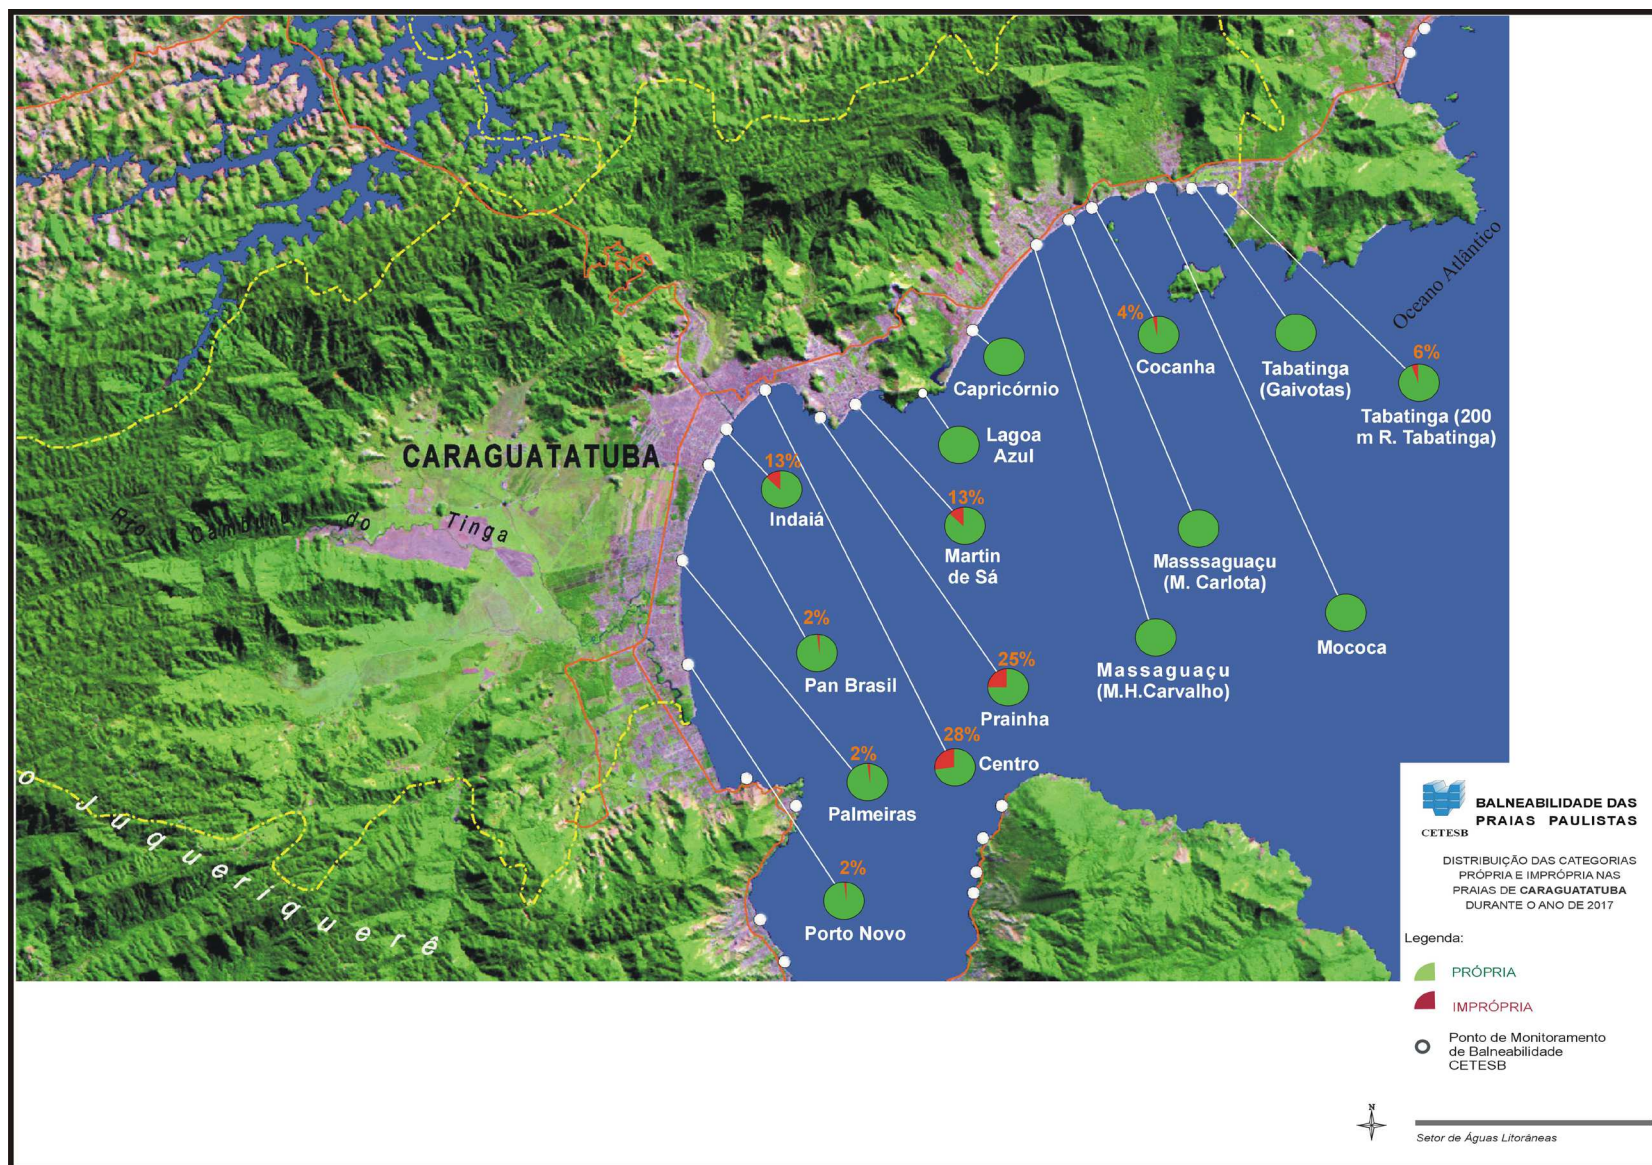 Oceano Atlântico
4%
Cocanha
Tabatinga
(Gaivotas)
6%
Tabatinga (200
m R. Tabatinga)
Capricórnio
Lagoa
Azul
CARAGUATATUBA
13%
Indaiá
13%
Martin
de Sá
Rro Camburu do Tinga
Masssaguaçu
(M. Carlota)
Mococa
Massaguaçu
(M.H.Carvalho)
2%
Pan Brasil
25%
Prainha
28%
Centro
2%
Palmeiras
2%
Porto Novo
o Juqueriquerê
CETESB
BALNEABILIDADE DAS
PRAIAS PAULISTAS
DISTRIBUIÇÃO DAS CATEGORIAS
PRÓPRIA E IMPRÓPRIA NAS
PRAIAS DE CARAGUATATUBA
DURANTE O ANO DE 2017
Legenda:
PRÓPRIA
IMPRÓPRIA
Ponto de Monitoramento
de Balneabilidade
CETESB
N
Setor de Águas Litorâneas